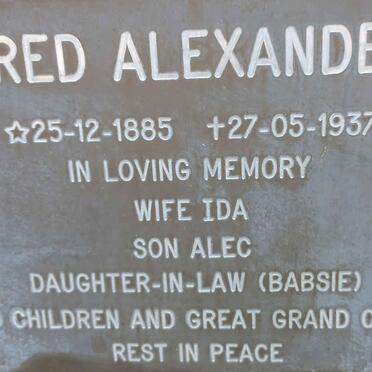 RED ALEXANDE
☆25-12-1885 †27-05-1937
IN LOVING MEMORY
WIFE IDA
SON ALEC
DAUGHTER-IN-LAW (BABSIE)
CHILDREN AND GREAT GRAND C
REST IN PEACE